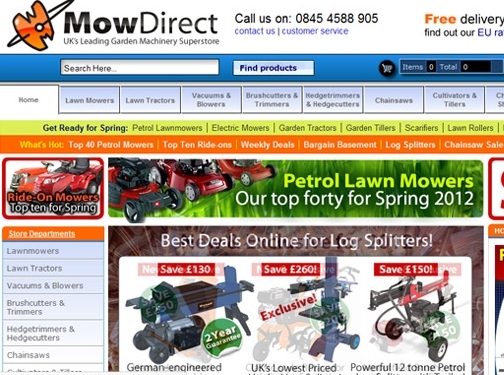 MowDirect
UK's Leading Garden Machinery Superstore
Call us on: 0845 4588 905
contact us | customer service
Free delivery
find out our EU
Search Here...
Find products
Items 0 Total 0
Home
Lawn Mowers
Lawn Tractors
Vacuums & Blowers
Brushcutters & Trimmers
Hedgetrimmers & Hedgecutters
Chainsaws
Cultivators & Tillers
Get Ready for Spring: Petrol Lawnmowers | Electric Mowers | Garden Tractors | Garden Tillers | Scarifiers | Lawn Rollers |
What's Hot: Top 40 Petrol Mowers | Top Ten Ride-ons | Weekly Deals | Bargain Basement | Log Splitters | Chainsaw Sale
Ride-On Mowers
Top ten for Spring
Petrol Lawn Mowers
Our top forty for Spring 2012
Store Departments
Lawnmowers
Lawn Tractors
Vacuums & Blowers
Brushcutters &
Trimmers
Hedgetrimmers &
Hedgecutters
Chainsaws
Cultivators & Tillers
Best Deals Online for Log Splitters!
Save £130
Save £260!
Save £150!
Exclusive!
2 Year
Guarantee
German engineered
UK's Lowest Priced
Powerful 12 tonne Petrol